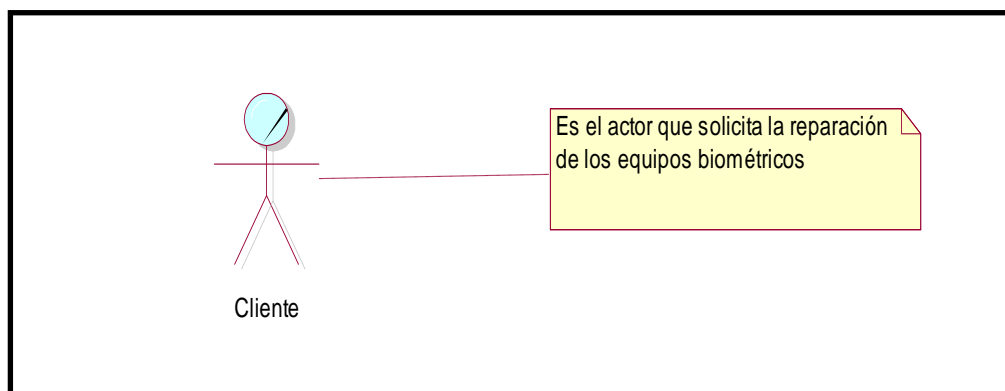 Es el actor que solicita la reparación
de los equipos biométricos
Cliente